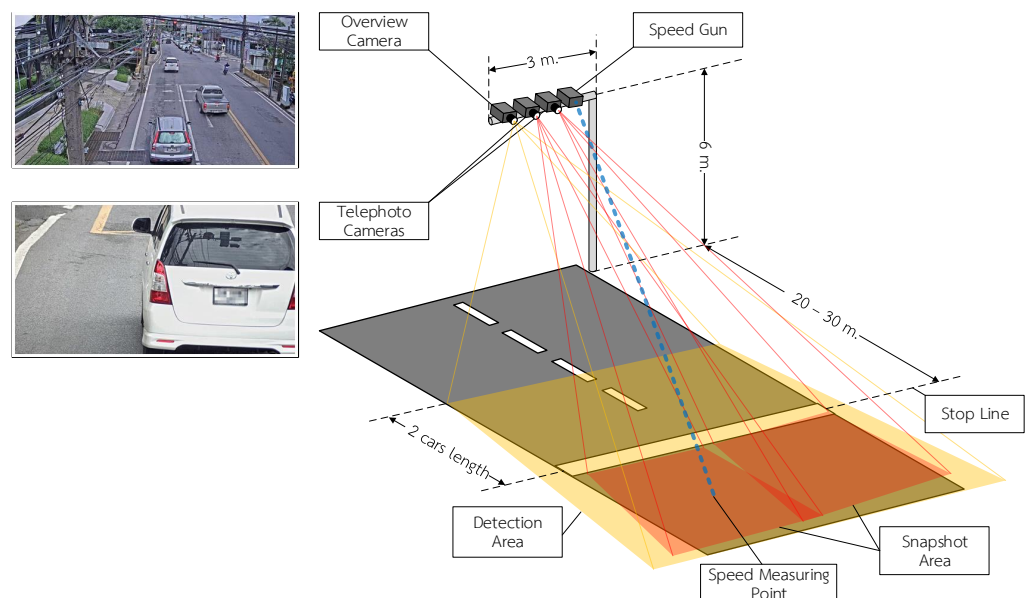 Overview
Camera
Speed Gun
3 m.
6 m.
Telephoto
Cameras
20 – 30 m.
Stop Line
2 cars length
Detection
Area
Snapshot
Area
Speed Measuring
Point